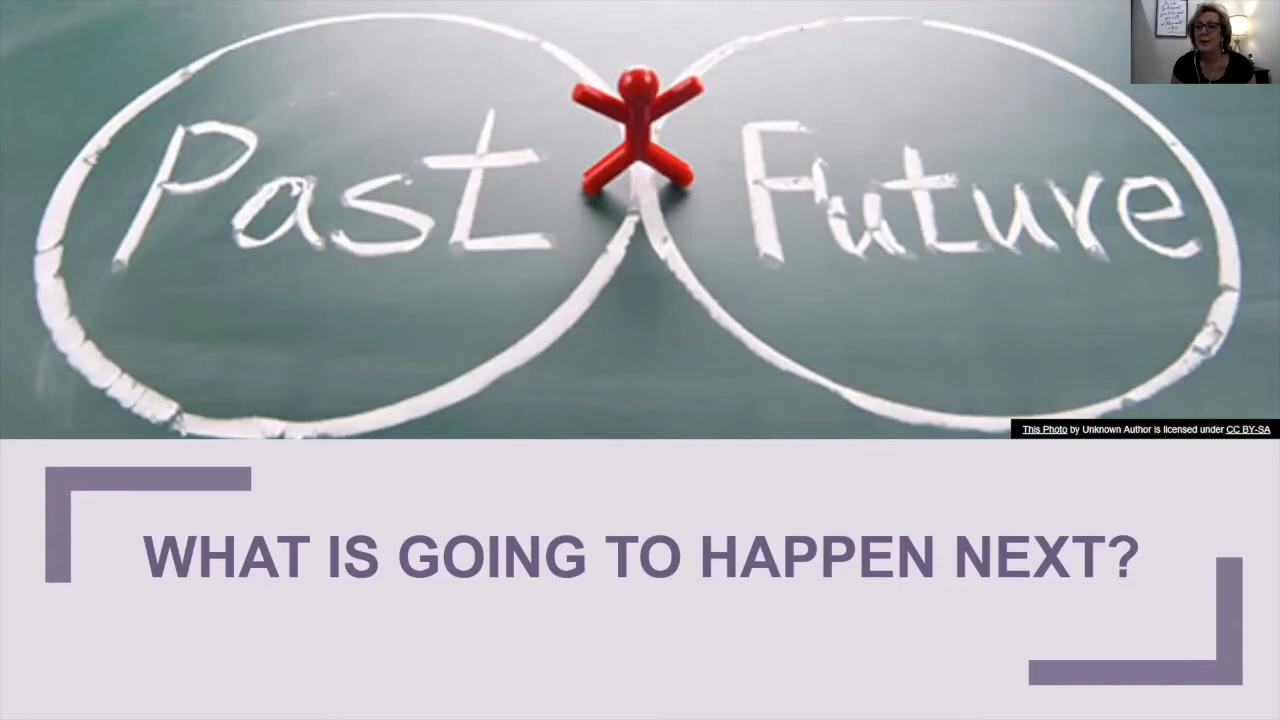 Past Future
This Photo by Unknown Author is licensed under CC BY-SA
WHAT IS GOING TO HAPPEN NEXT?